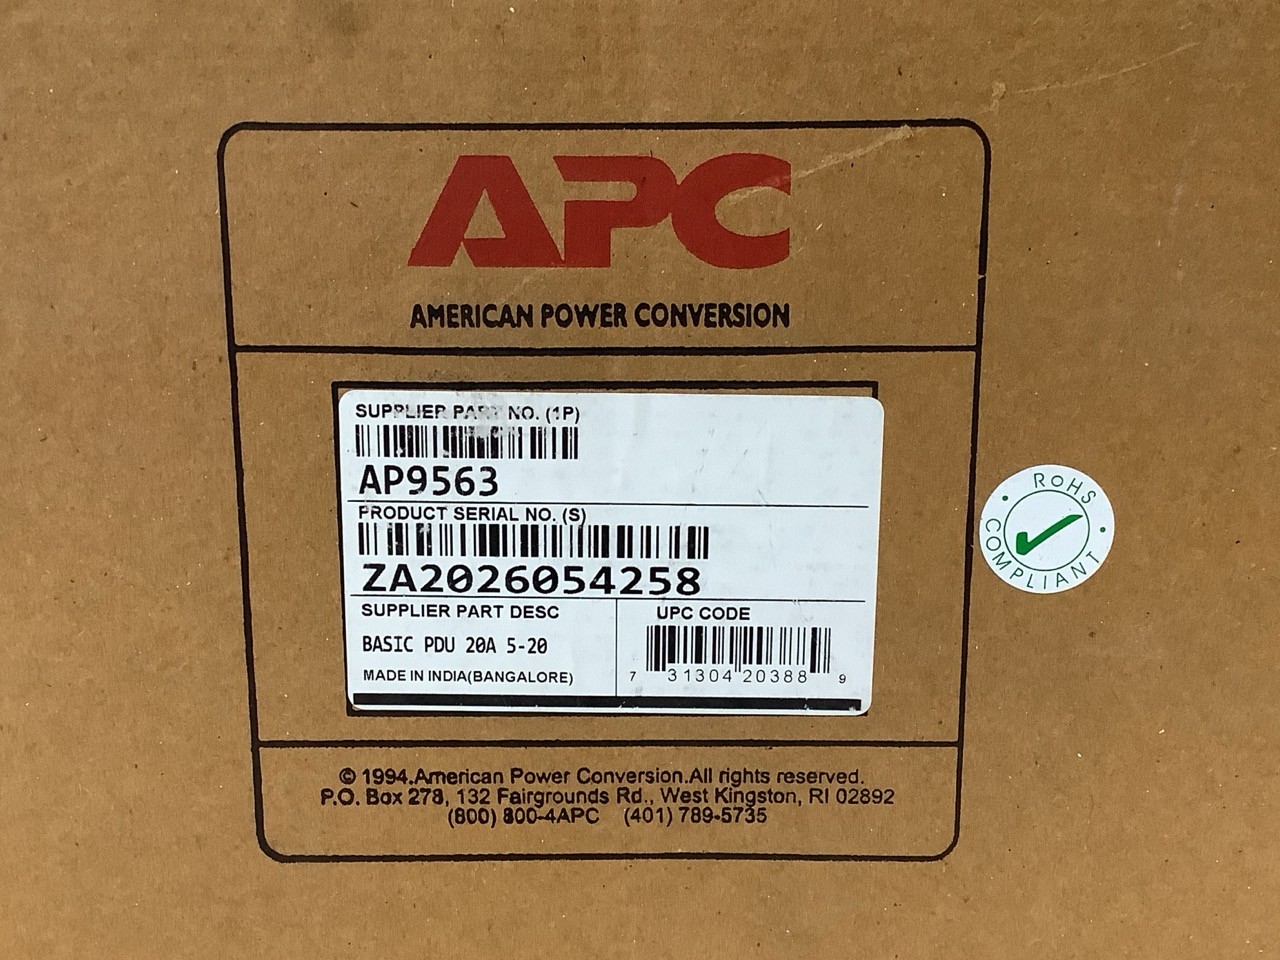 APC
AMERICAN POWER CONVERSION
SUPPLIER PART NO. (1P)
AP9563
PRODUCT SERIAL NO. (S)
ZA2026054258
SUPPLIER PART DESC
BASIC PDU 20A 5-20
MADE IN INDIA(BANGALORE)
UPC CODE
7 31304 20388 9
RoHS
COMPLIANT
© 1994.American Power Conversion.All rights reserved.
P.O. Box 278, 132 Fairgrounds Rd., West Kingston, RI 02892
(800) 800-4APC (401) 789-5735